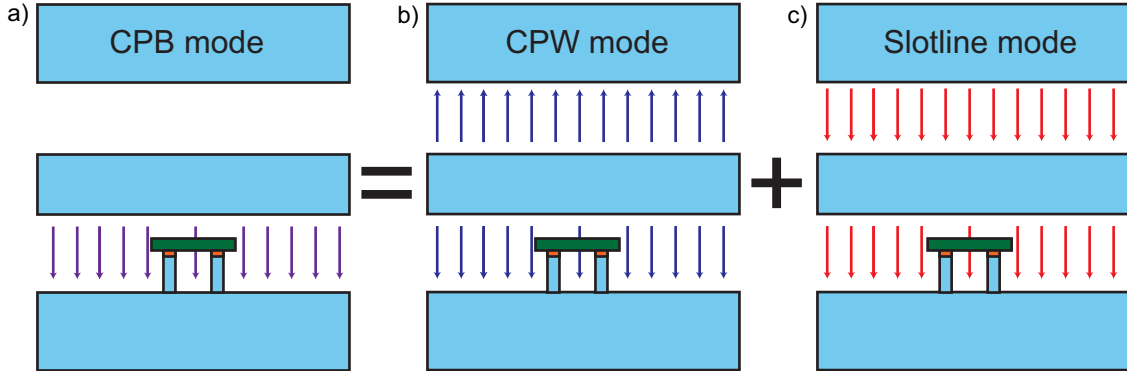 a)
CPB mode
b)
CPW mode
c)
Slotline mode
=
+